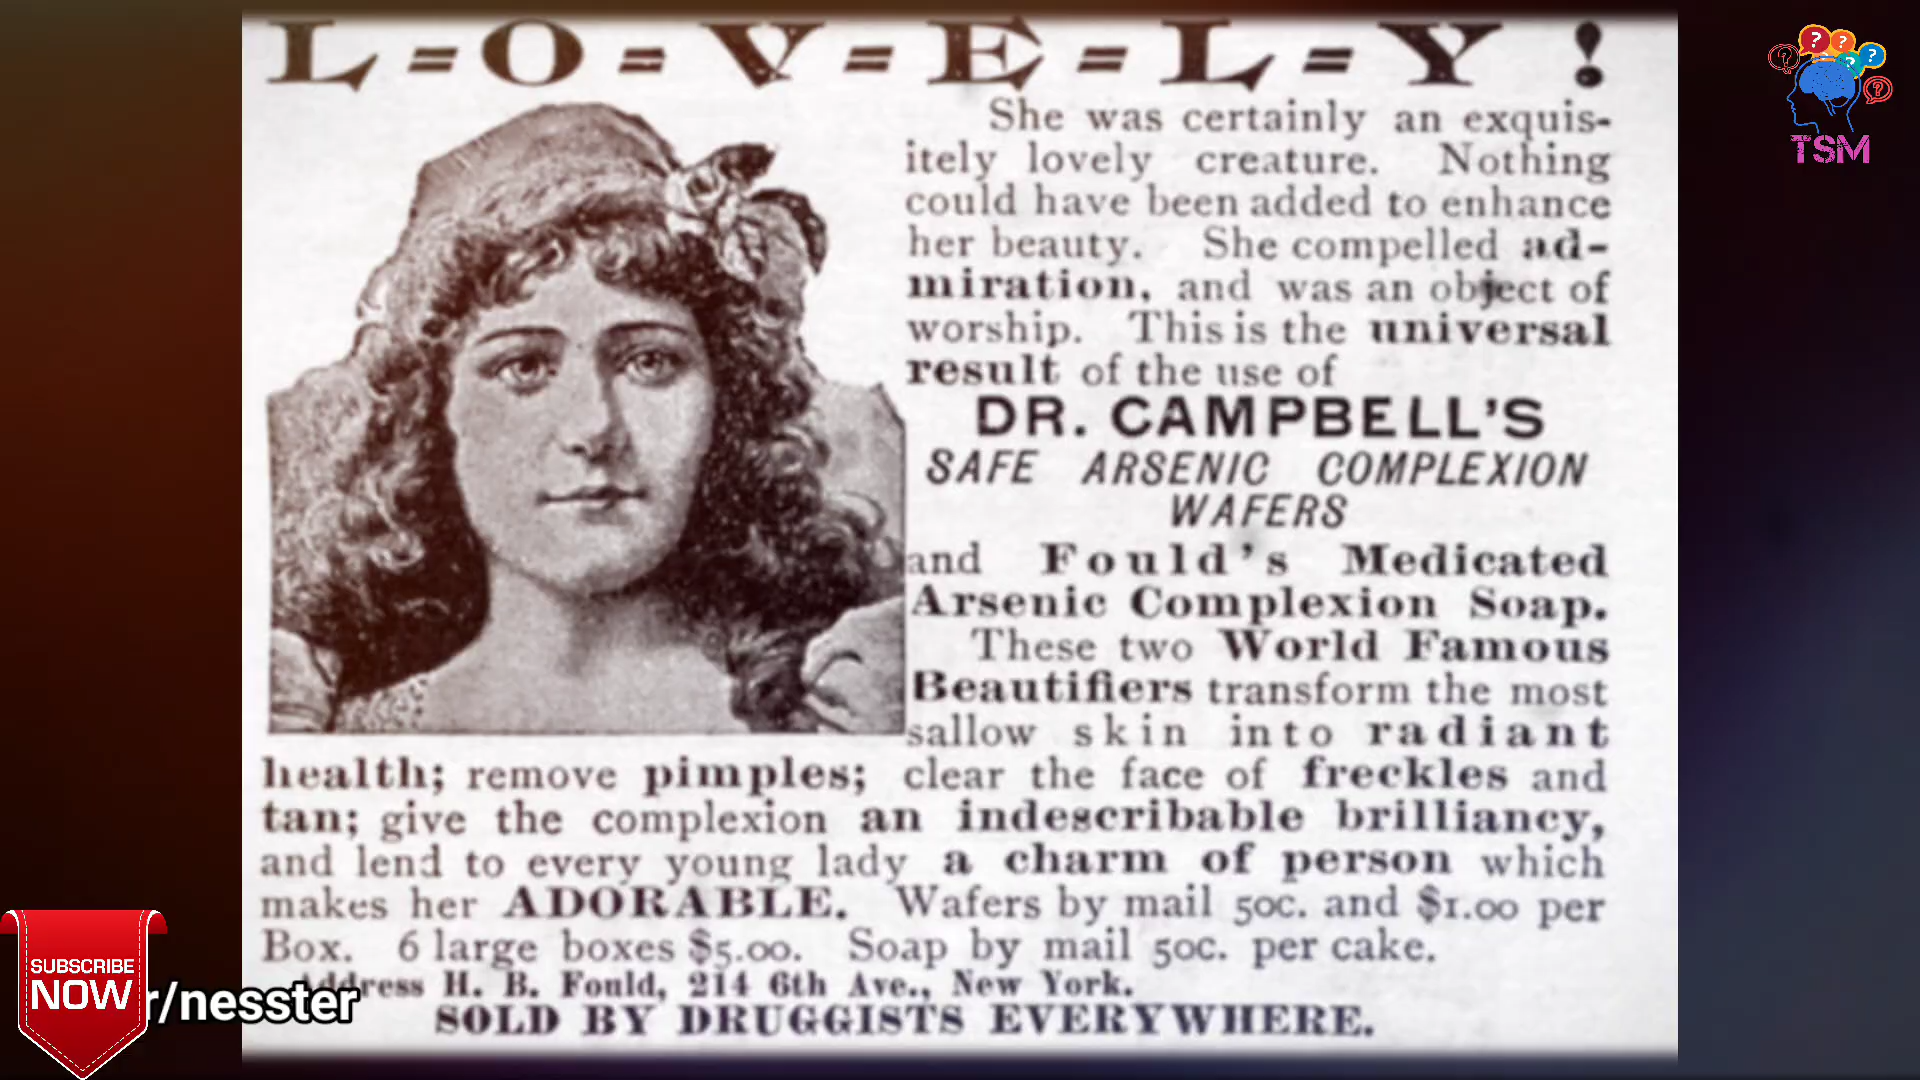 L=O=V=E=L=Y!
She was certainly an exquis-
itely lovely creature. Nothing
could have been added to enhance
her beauty. She compelled ad-
miration, and was an object of
worship. This is the universal
result of the use of
DR. CAMPBELL'S
SAFE ARSENIC COMPLEXION
WAFERS
and Fould's Medicated
Arsenic Complexion Soap.
These two World Famous
Beautifiers transform the most
sallow skin into radiant
health; remove pimples; clear the face of freckles and
tan; give the complexion an indescribable brilliancy,
and lend to every young lady a charm of person which
makes her ADORABLE. Wafers by mail 50c. and $1.00 per
Box. 6 large boxes $5.00. Soap by mail 50c. per cake.
Address H. B. Fould, 214 6th Ave., New York.
SOLD BY DRUGGISTS EVERYWHERE.
? ? ? ? ? ?
TSM
SUBSCRIBE
NOW
r/nesster